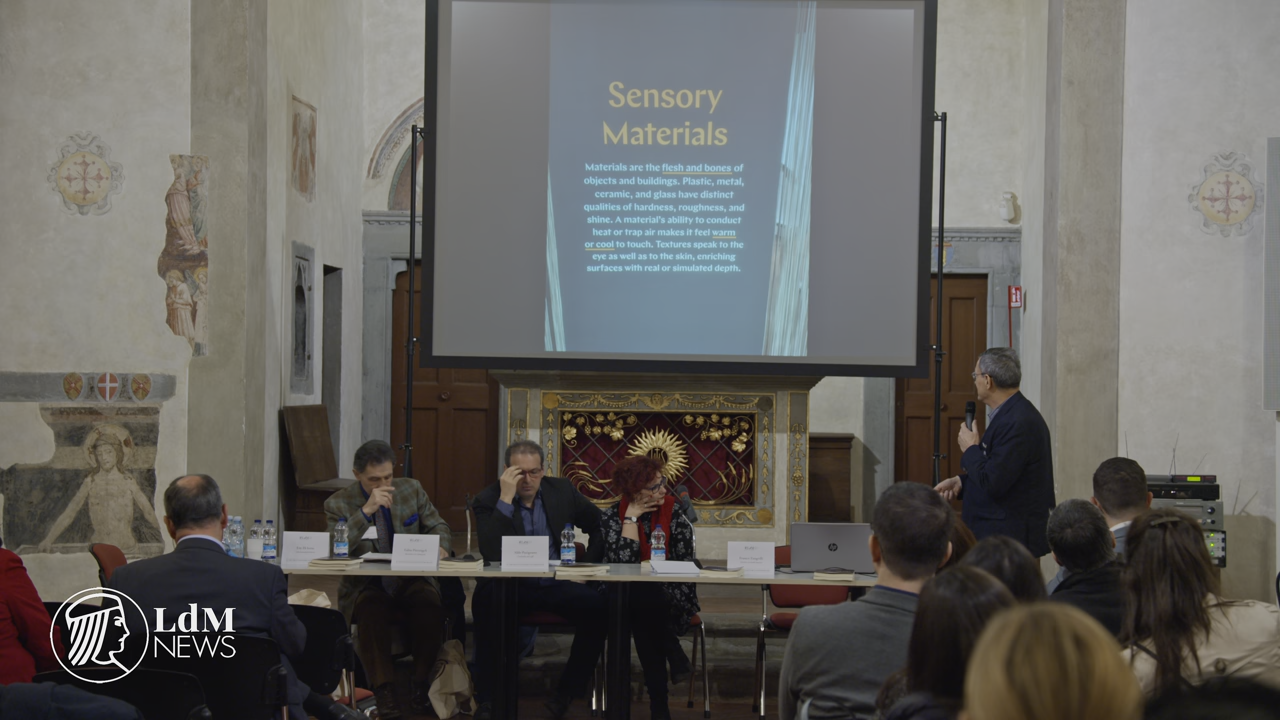 Sensory
Materials
Materials are the flesh and bones of
objects and buildings. Plastic, metal,
ceramic, and glass have distinct
qualities of hardness, roughness, and
shine. A material's ability to conduct
heat or trap air makes it feel warm
or cool to touch. Textures speak to the
eye as well as to the skin, enriching
surfaces with real or simulated depth.
hp
LdM
NEWS